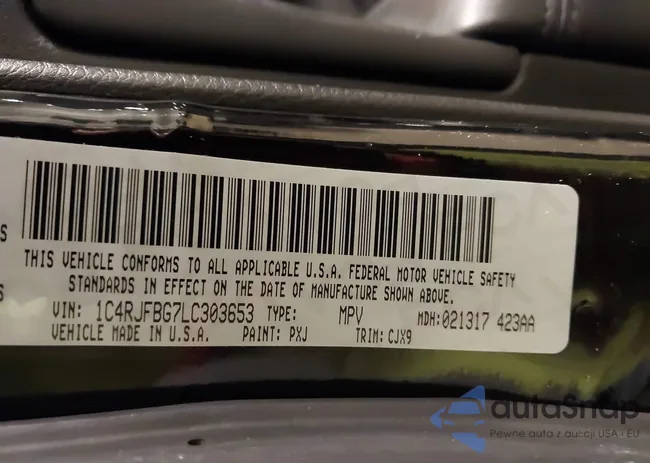 S
THIS VEHICLE CONFORMS TO ALL APPLICABLE U.S.A. FEDERAL MOTOR VEHICLE SAFETY
S STANDARDS IN EFFECT ON THE DATE OF MANUFACTURE SHOWN ABOVE.
VIN: 1C4RJFBG7LC303653 TYPE: MPV MDH:021317 423AA
VEHICLE MADE IN U.S.A. PAINT: PXJ TRIM: CJX9
autoSnap
Pewne auta z aukcji USA i EU